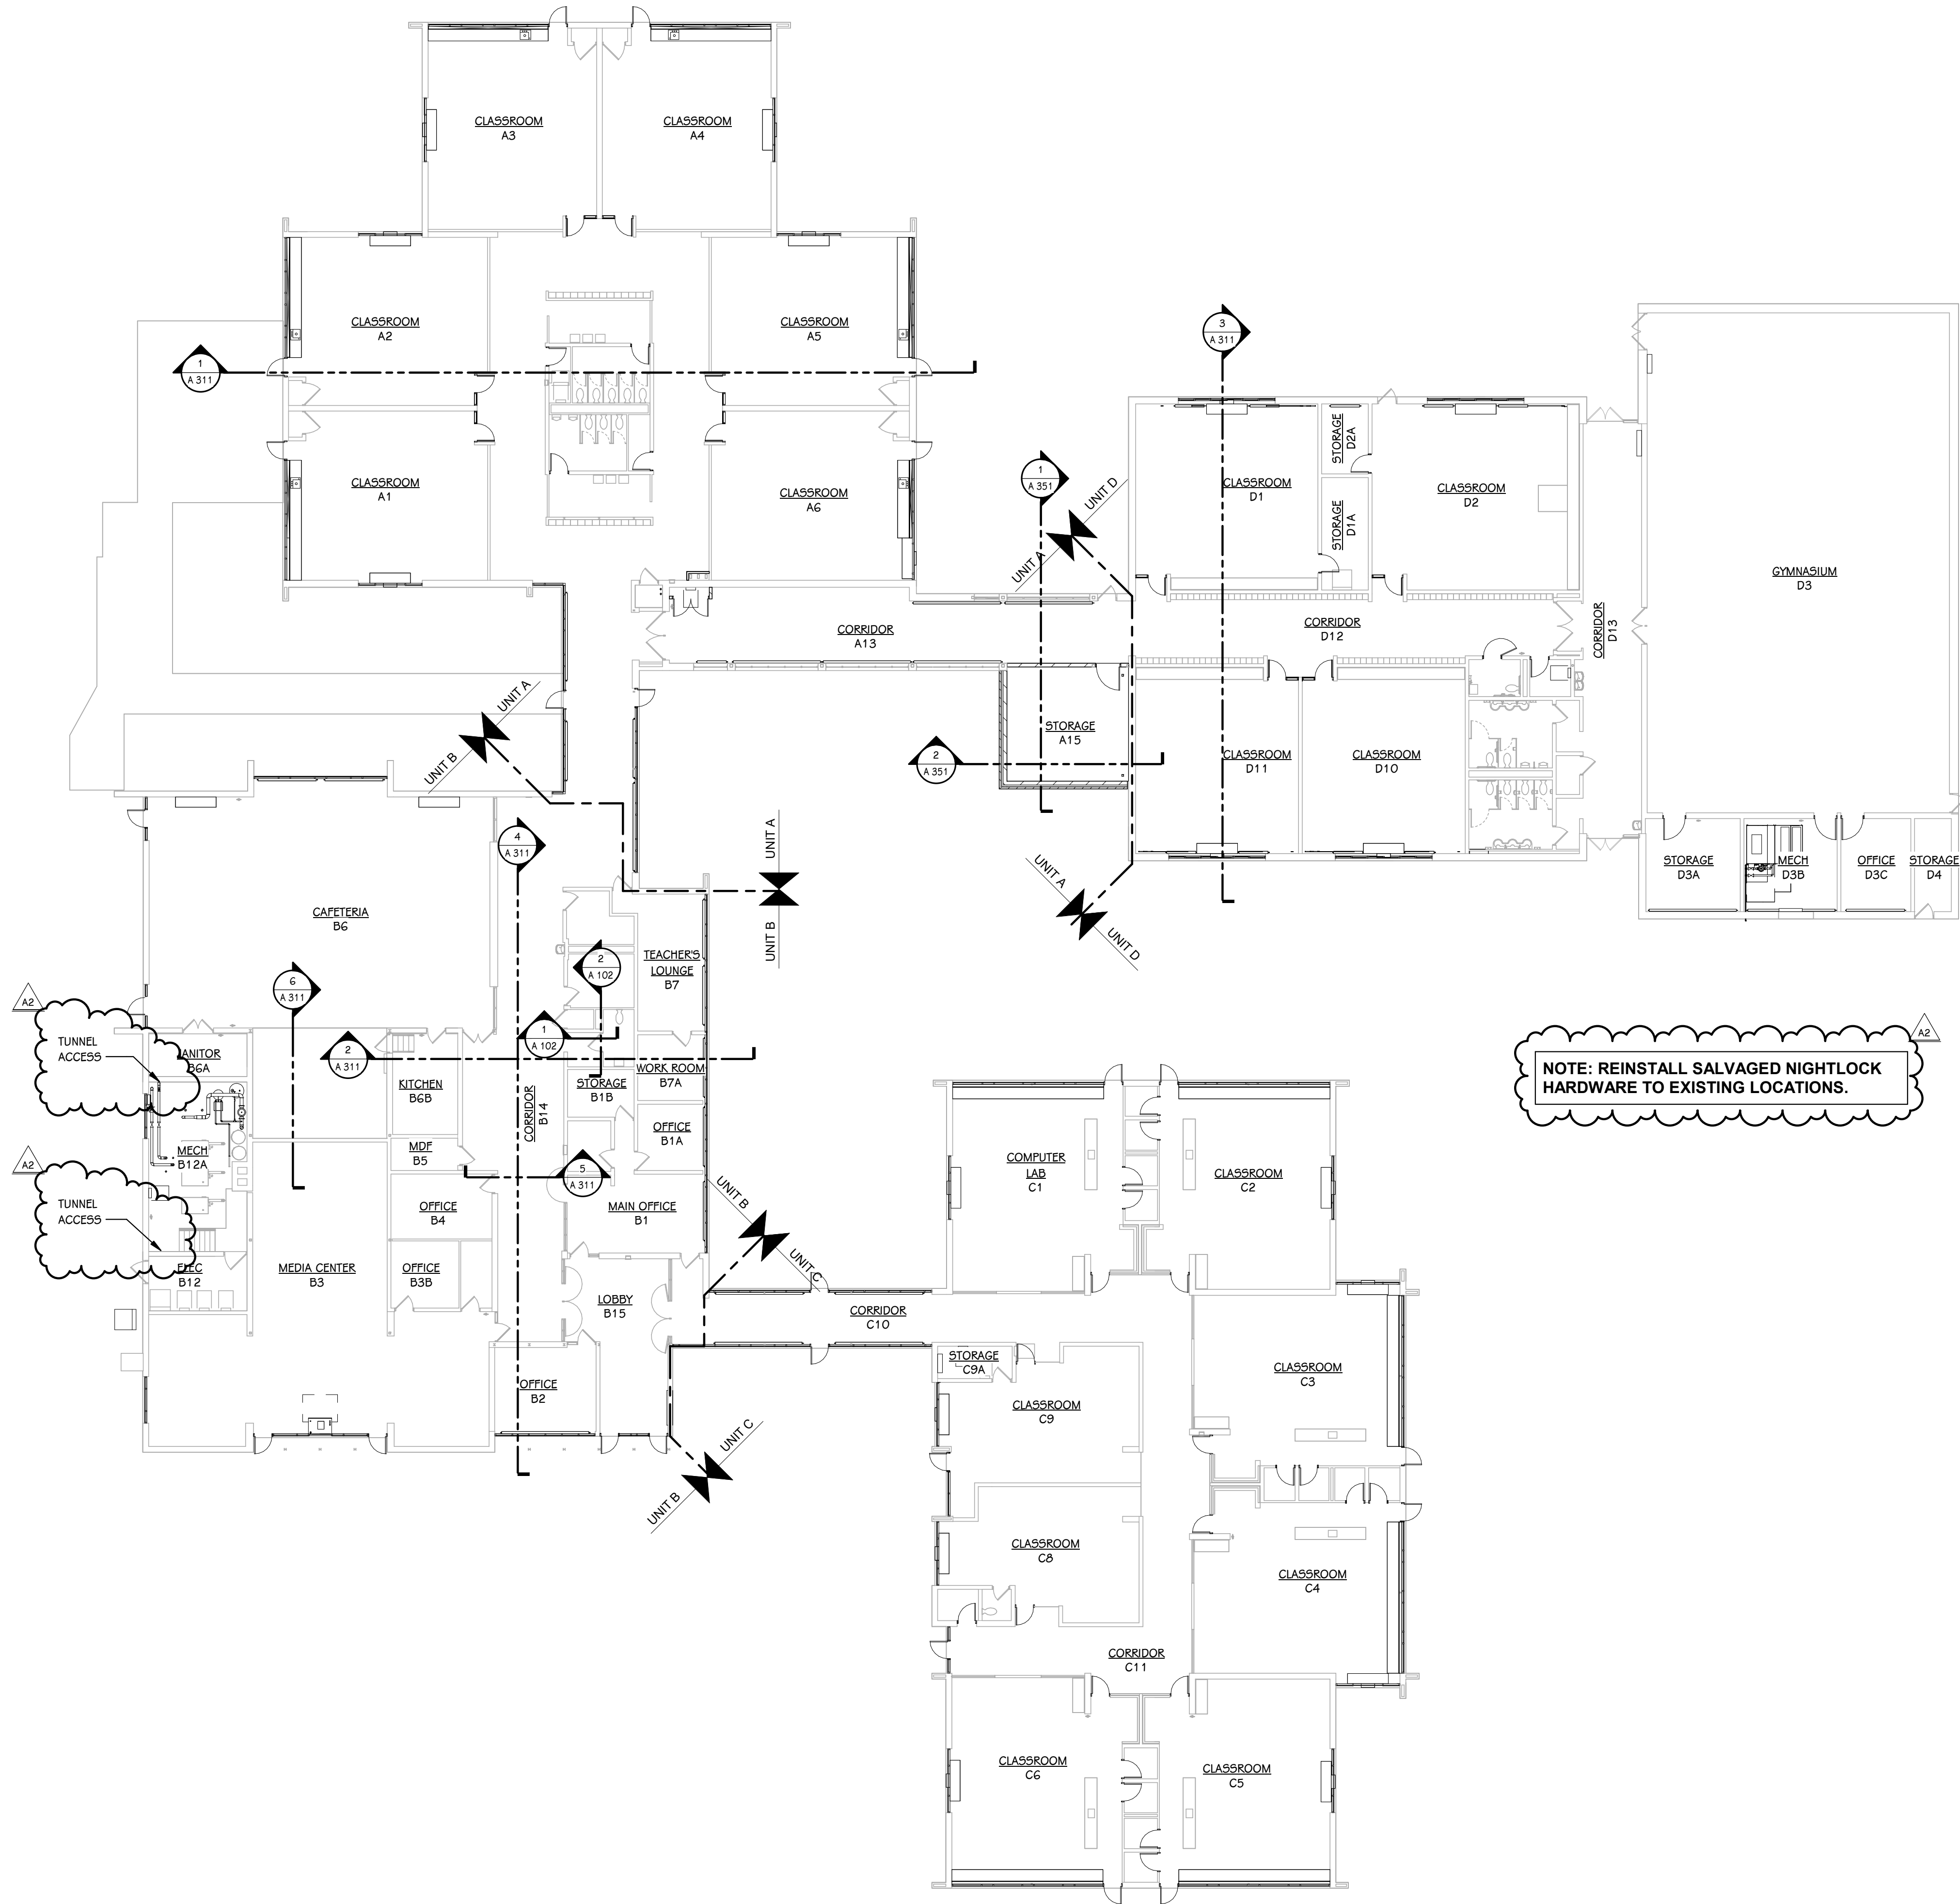 CLASSROOM
A3
CLASSROOM
A4
CLASSROOM
A2
CLASSROOM
A5
1
A 311
3
A 311
CLASSROOM
A1
CLASSROOM
A6
1
A 351
UNIT D
UNIT A
CLASSROOM
D1
STORAGE
D2A
STORAGE
D1A
CLASSROOM
D2
GYMNASIUM
D3
CORRIDOR
A13
CORRIDOR
D12
CORRIDOR
D13
UNIT A
UNIT B
STORAGE
A15
2
A 351
CLASSROOM
D11
CLASSROOM
D10
4
A 311
UNIT A
UNIT B
UNIT A
UNIT D
STORAGE
D3A
MECH
D3B
OFFICE
D3C
STORAGE
D4
CAFETERIA
B6
TEACHER'S
LOUNGE
B7
2
A 102
6
A 311
A2
TUNNEL
ACCESS
JANITOR
B6A
2
A 311
1
A 102
KITCHEN
B6B
CORRIDOR
B14
STORAGE
B1B
WORK ROOM
B7A
OFFICE
B1A
A2
NOTE: REINSTALL SALVAGED NIGHTLOCK
HARDWARE TO EXISTING LOCATIONS.
MECH
B12A
MDF
B5
5
A 311
A2
TUNNEL
ACCESS
OFFICE
B4
MAIN OFFICE
B1
UNIT B
UNIT C
COMPUTER
LAB
C1
CLASSROOM
C2
ELEC
B12
MEDIA CENTER
B3
OFFICE
B3B
LOBBY
B15
CORRIDOR
C10
STORAGE
C9A
CLASSROOM
C3
OFFICE
B2
CLASSROOM
C9
UNIT C
UNIT B
CLASSROOM
C8
CLASSROOM
C4
CORRIDOR
C11
CLASSROOM
C6
CLASSROOM
C5